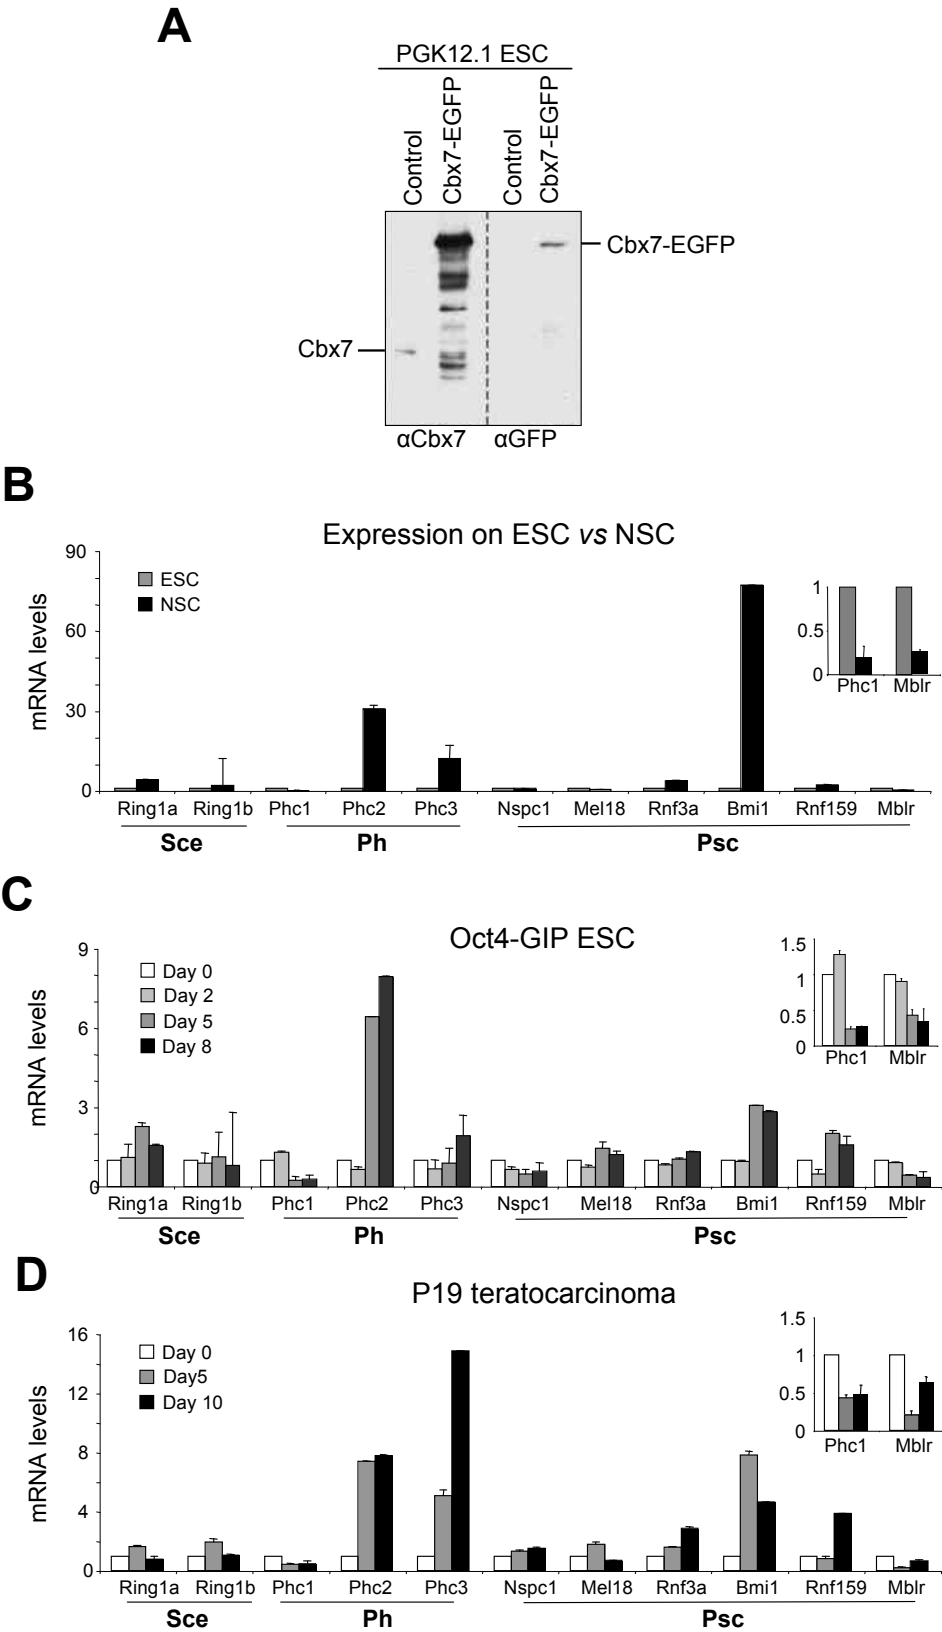 A
PGK12.1 ESC
Control
Cbx7-EGFP
Control
Cbx7-EGFP
Cbx7-EGFP
Cbx7
αCbx7 αGFP
B
Expression on ESC vs NSC
mRNA levels
90
60
30
0
ESC
NSC
1
0.5
0
Phc1 Mblr
Ring1a Ring1b Phc1 Phc2 Phc3 Nspc1 Mel18 Rnf3a Bmi1 Rnf159 Mblr
Sce Ph Psc
C
Oct4-GIP ESC
mRNA levels
9
6
3
0
Day 0
Day 2
Day 5
Day 8
1.5
1
0.5
0
Phc1 Mblr
Ring1a Ring1b Phc1 Phc2 Phc3 Nspc1 Mel18 Rnf3a Bmi1 Rnf159 Mblr
Sce Ph Psc
D
P19 teratocarcinoma
mRNA levels
16
12
8
4
0
Day 0
Day5
Day 10
1.5
1
0.5
0
Phc1 Mblr
Ring1a Ring1b Phc1 Phc2 Phc3 Nspc1 Mel18 Rnf3a Bmi1 Rnf159 Mblr
Sce Ph Psc